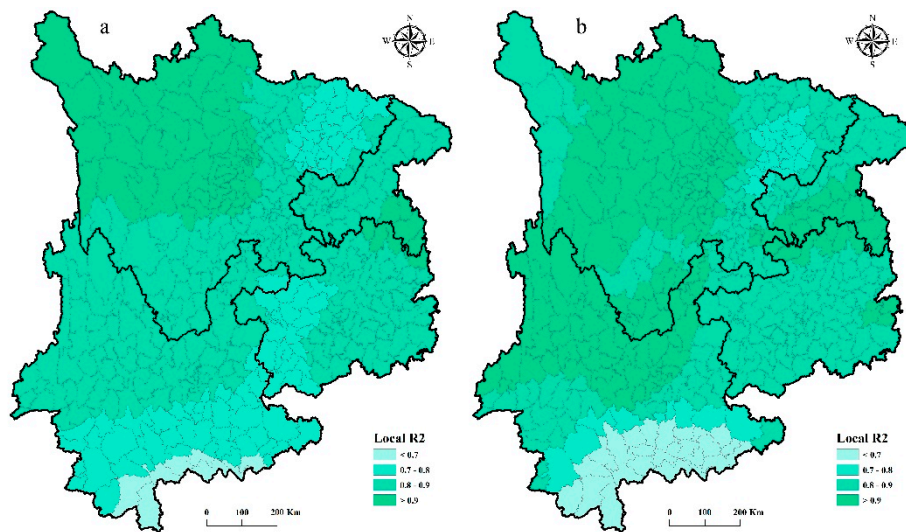 a
N
W E
S
Local R2
< 0.7
0.7 - 0.8
0.8 - 0.9
> 0.9
0 100 200 Km
b
N
W E
S
Local R2
< 0.7
0.7 - 0.8
0.8 - 0.9
> 0.9
0 100 200 Km